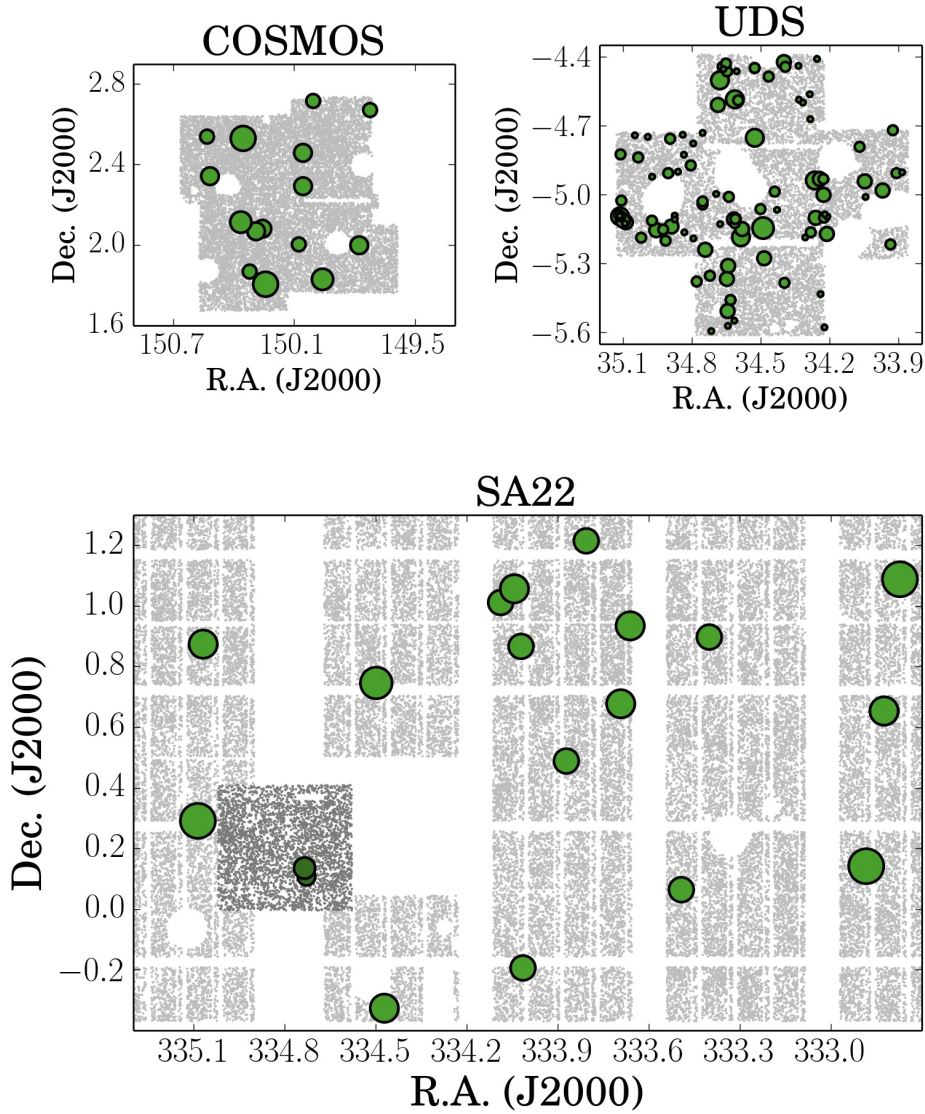 COSMOS
2.8
2.4
2.0
1.6
Dec. (J2000)
150.7 150.1 149.5
R.A. (J2000)
UDS
−4.4
−4.7
−5.0
−5.3
−5.6
Dec. (J2000)
35.1 34.8 34.5 34.2 33.9
R.A. (J2000)
SA22
1.2
1.0
0.8
0.6
0.4
0.2
0.0
−0.2
Dec. (J2000)
335.1 334.8 334.5 334.2 333.9 333.6 333.3 333.0
R.A. (J2000)